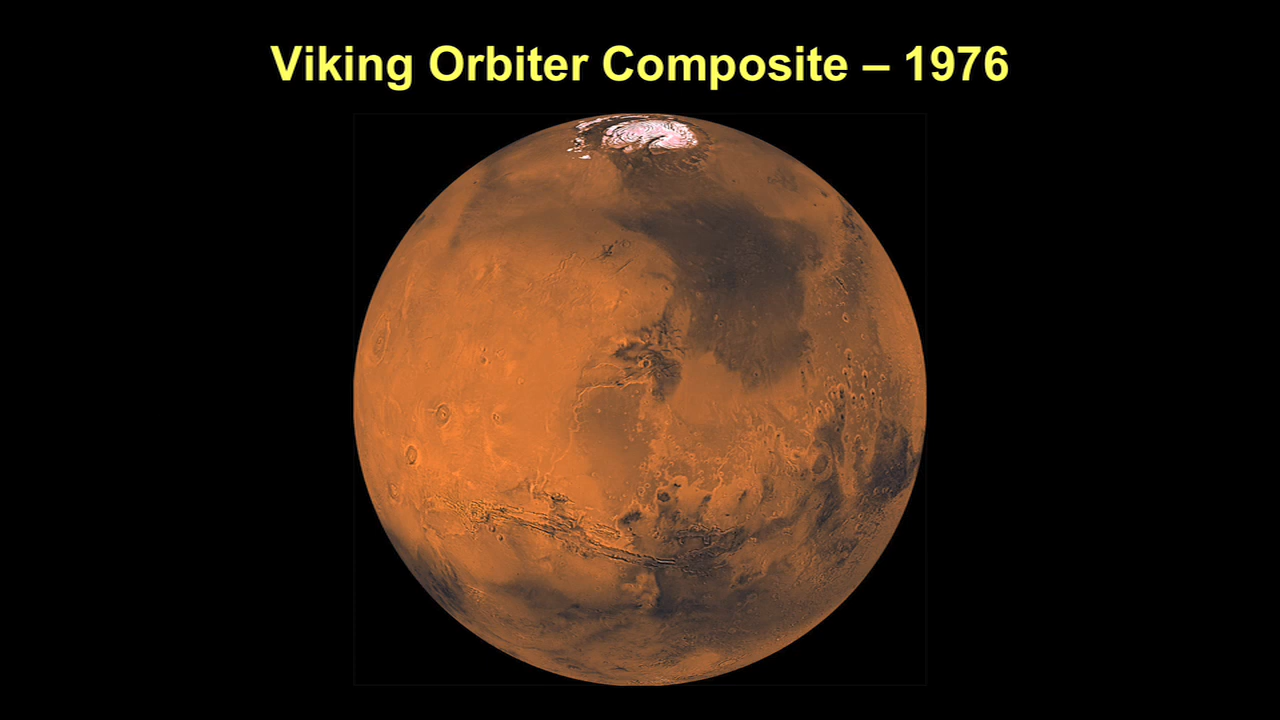 Viking Orbiter Composite – 1976